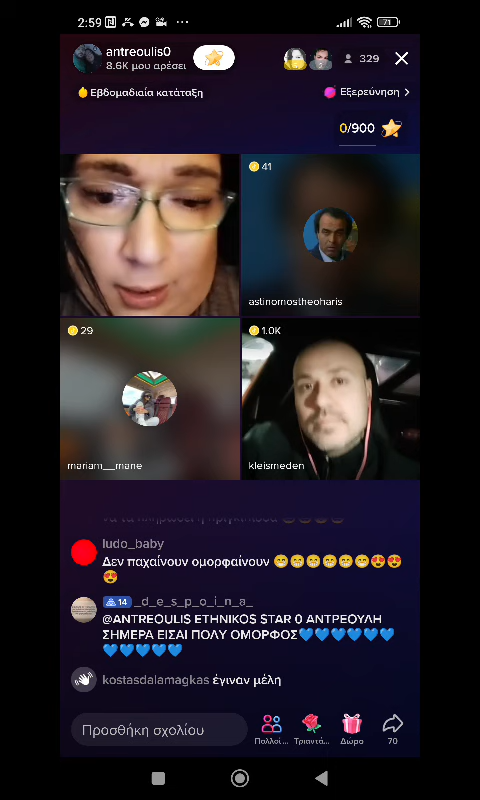 2:59
71
antreoulis0
8.6K μου αρέσει
329
Εβδομαδιαία κατάταξη
Εξερεύνηση
0/900
41
astinomostheoharis
29
1.0K
mariam__mane
kleismeden
ludo_baby
Δεν παχαίνουν ομορφαίνουν 😁😁😁😁😁😁😍😍
😍
14 _d_e_s_p_o_i_n_a_
@ANTREOULIS ETHNIKOS STAR 0 ΑΝΤΡΕΟΥΛΗ
ΣΗΜΕΡΑ ΕΙΣΑΙ ΠΟΛΥ ΟΜΟΡΦΟΣ💙💙💙💙💙💙
💙💙💙💙💙
kostasdalamagkas έγιναν μέλη
Προσθήκη σχολίου
Πολλοί... Τριαντά... Δώρο 70